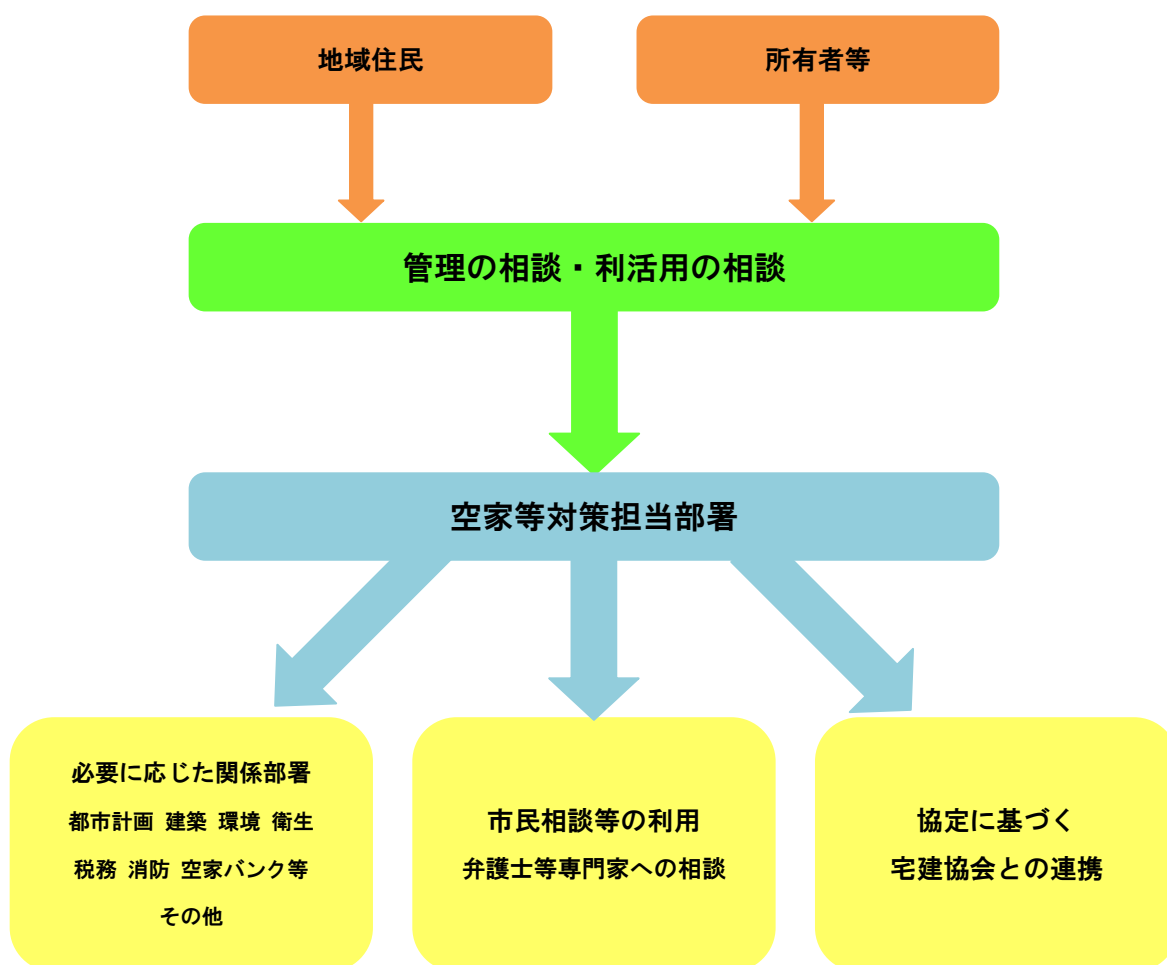 地域住民
所有者等
管理の相談・利活用の相談
空家等対策担当部署
必要に応じた関係部署
都市計画 建築 環境 衛生
税務 消防 空家バンク等
その他
市民相談等の利用
弁護士等専門家への相談
協定に基づく
宅建協会との連携